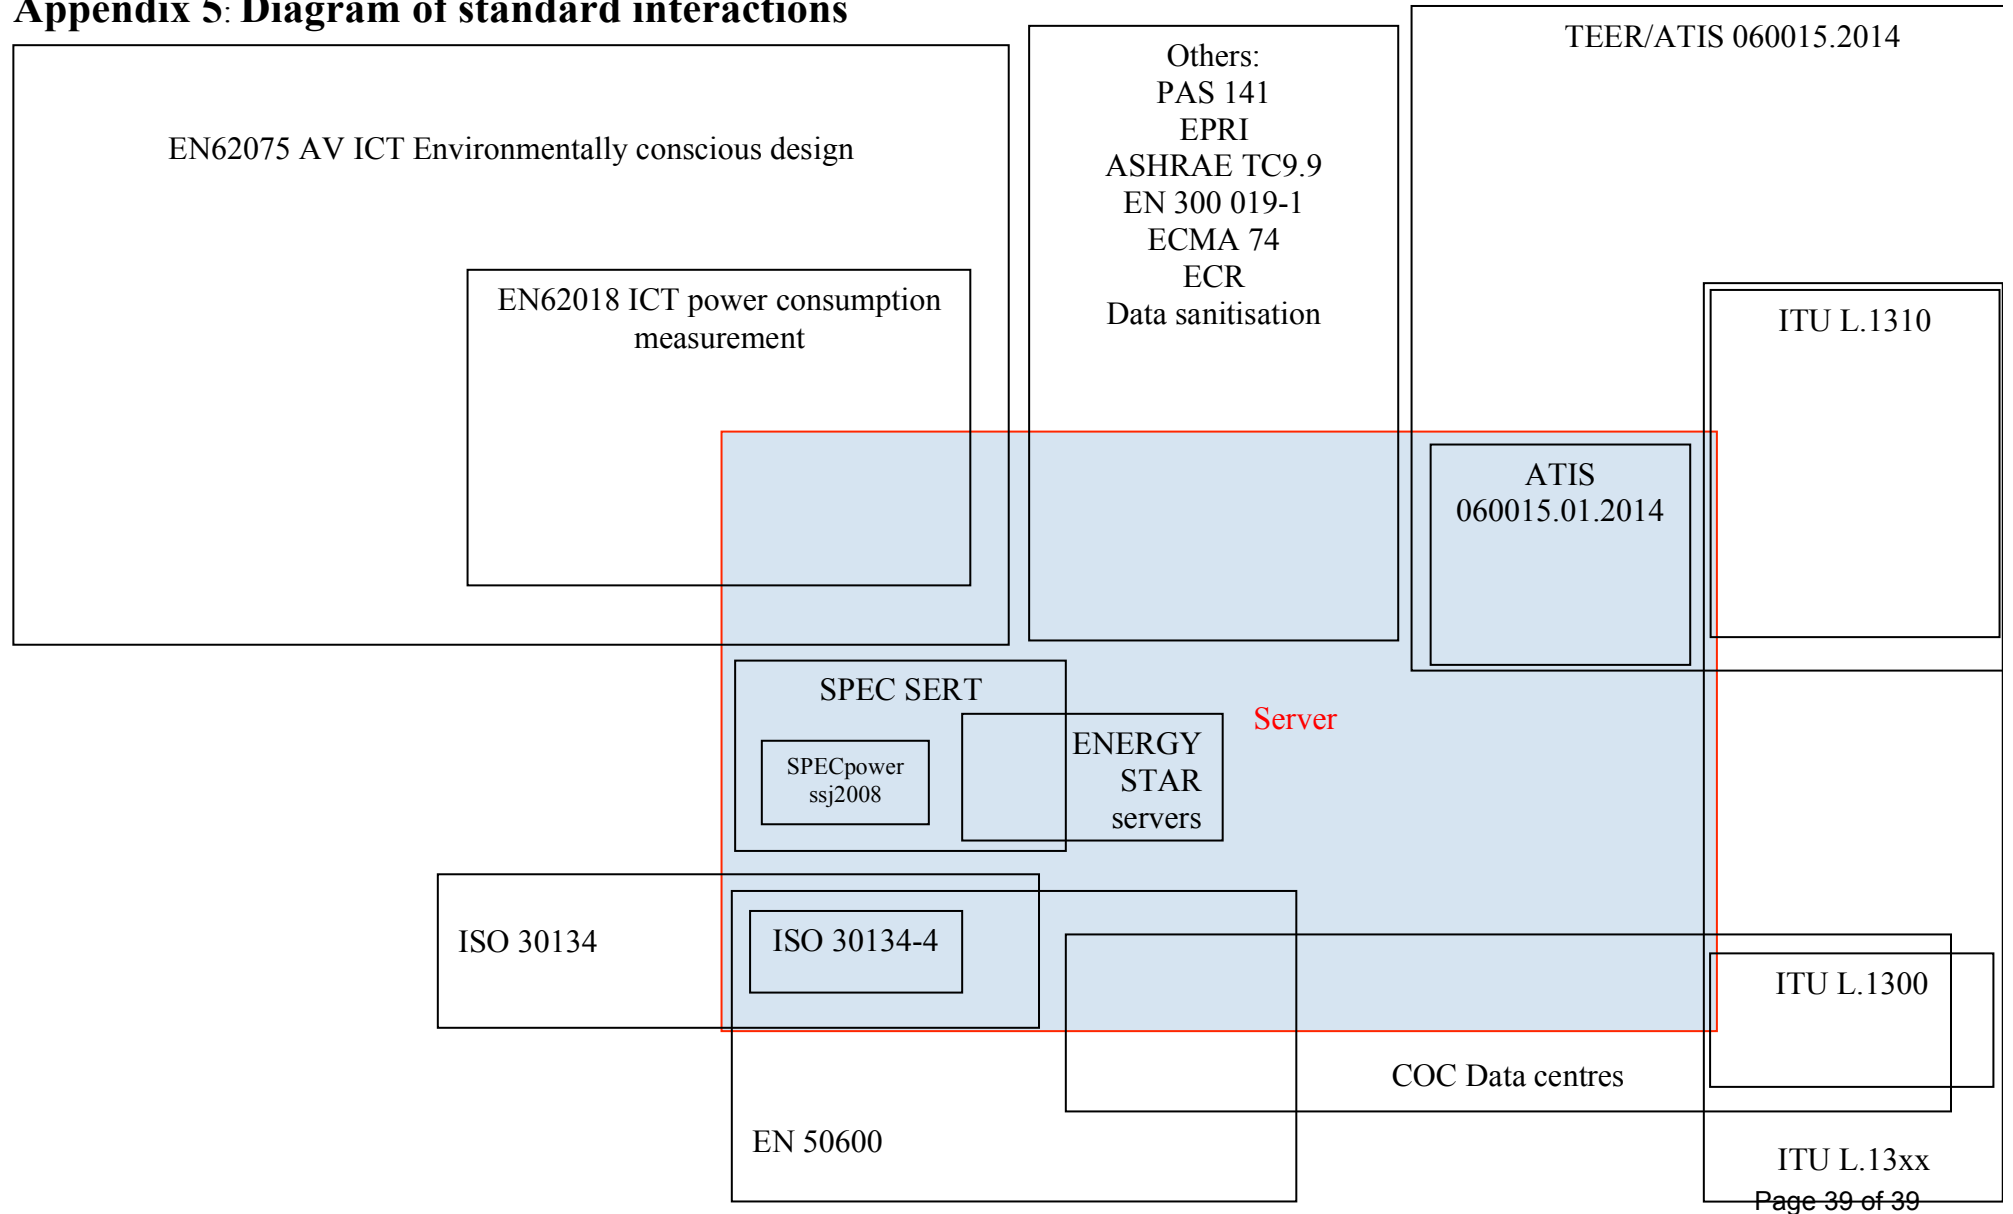 Appendix 5: Diagram of standard interactions
TEER/ATIS 060015.2014
Others:
PAS 141
EPRI
ASHRAE TC9.9
EN 300 019-1
ECMA 74
ECR
Data sanitisation
EN62075 AV ICT Environmentally conscious design
EN62018 ICT power consumption
measurement
ITU L.1310
ATIS
060015.01.2014
SPEC SERT
Server
ENERGY
STAR
servers
SPECpower
ssj2008
ISO 30134
ISO 30134-4
ITU L.1300
COC Data centres
EN 50600
ITU L.13xx
Page 39 of 39